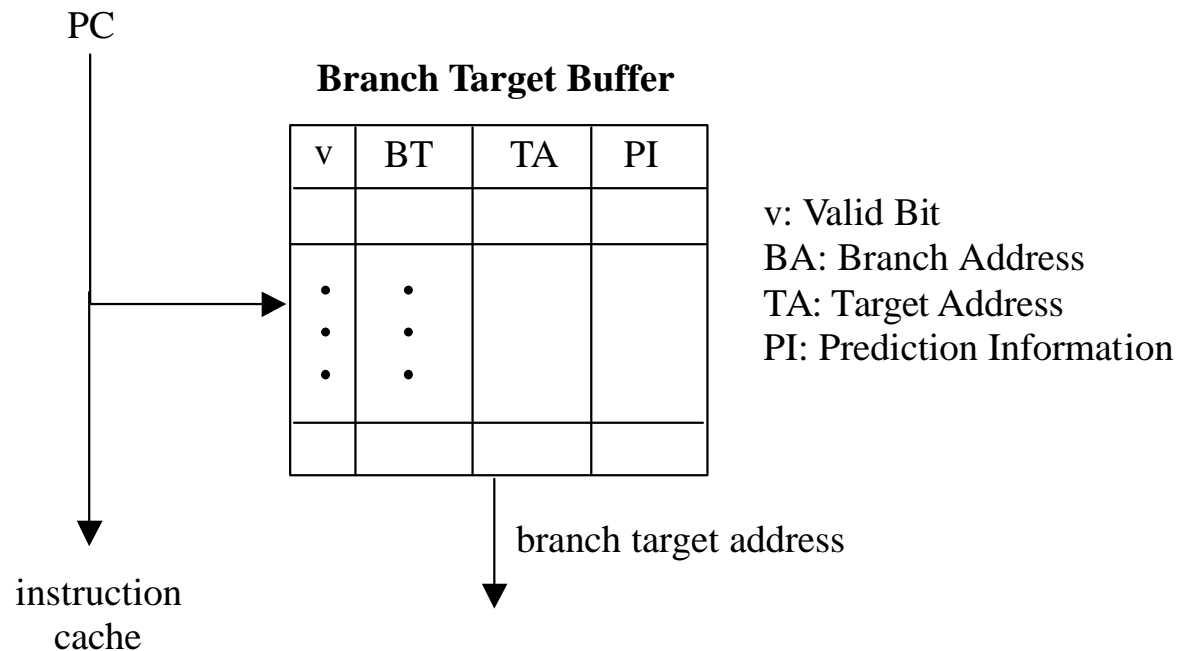 PC
Branch Target Buffer
v BT TA PI
v: Valid Bit
BA: Branch Address
TA: Target Address
PI: Prediction Information
branch target address
instruction
cache